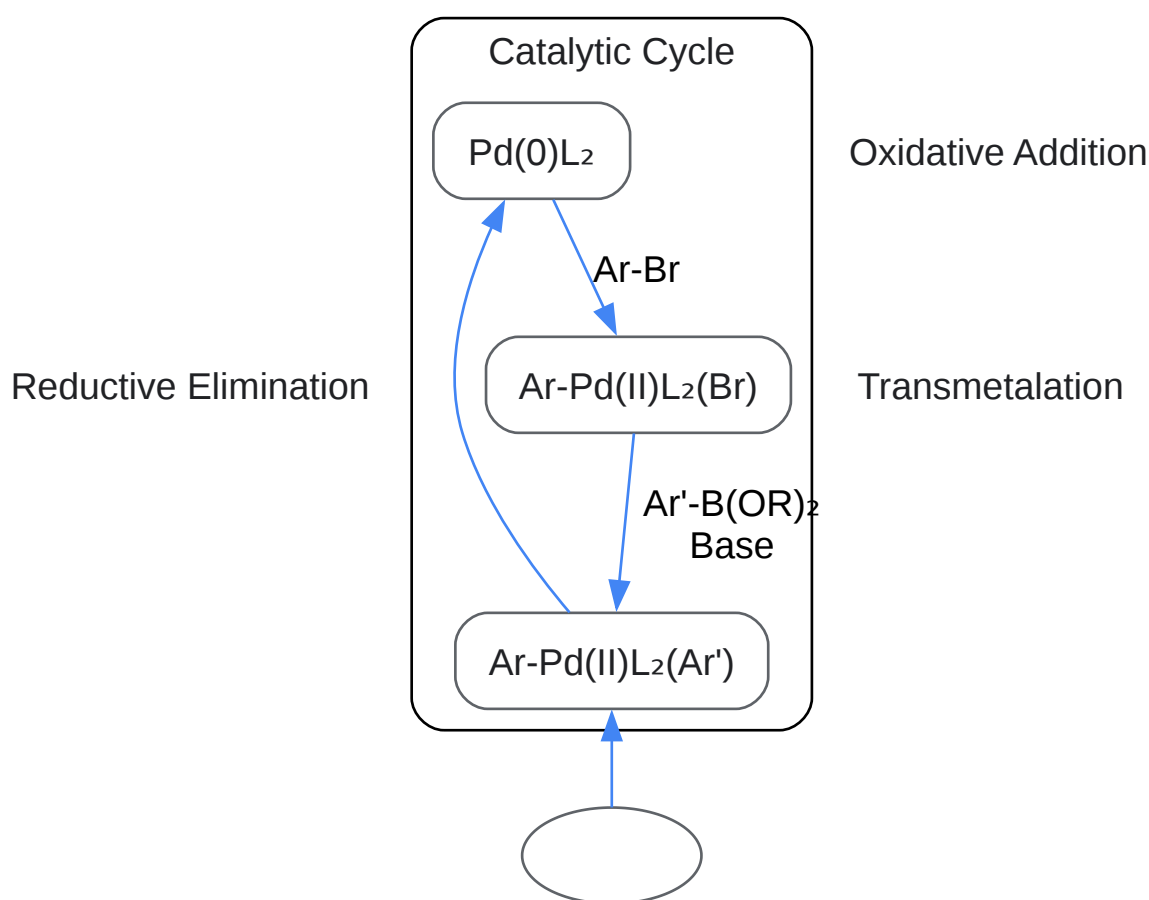 Catalytic Cycle
Pd(0)L₂
Oxidative Addition
Ar-Br
Reductive Elimination
Ar-Pd(II)L₂(Br)
Transmetalation
Ar'-B(OR)₂
Base
Ar-Pd(II)L₂(Ar')